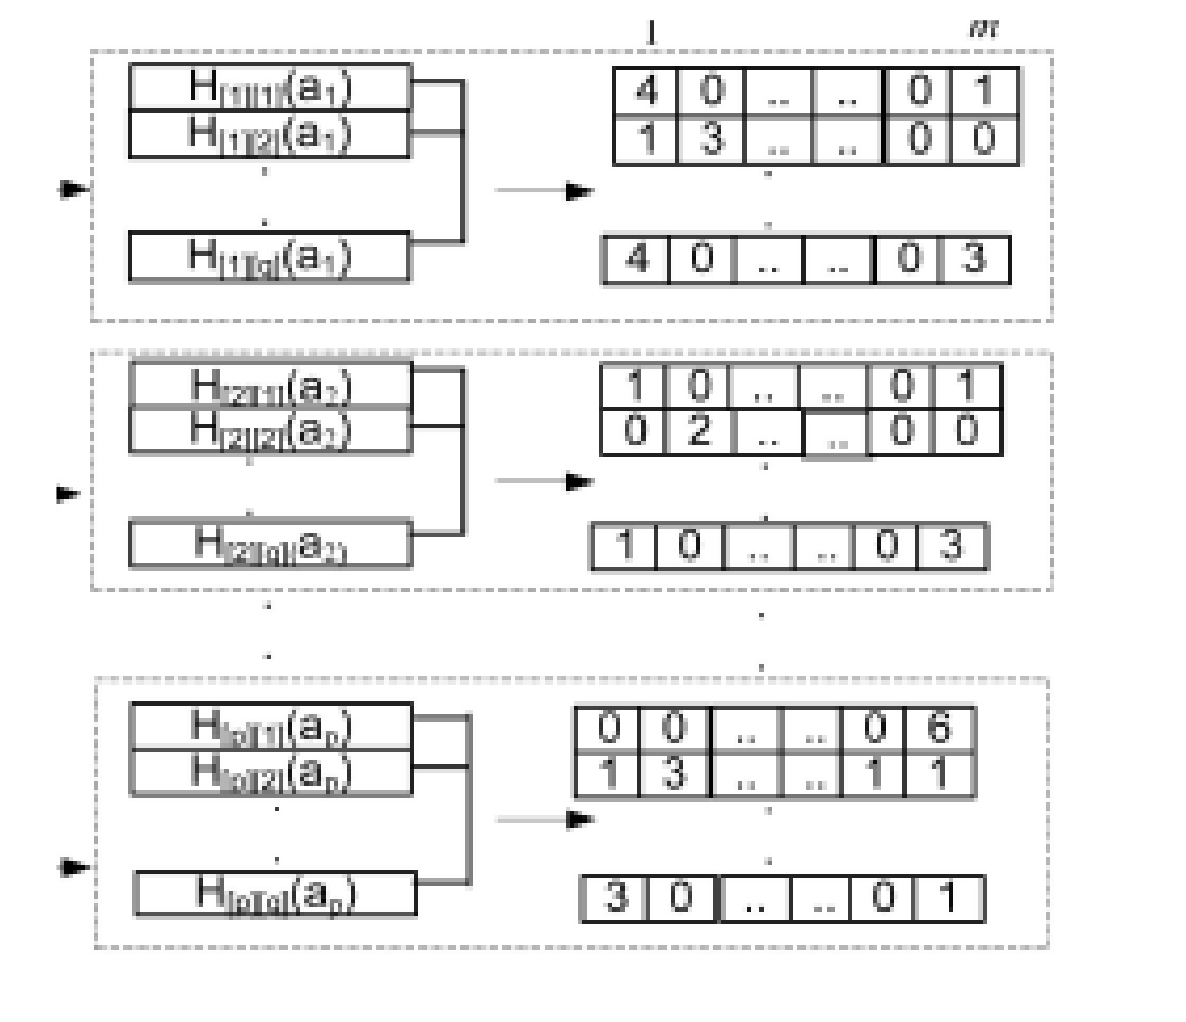 1 m
H[1][1](a1) 4 0 .. .. 0 1
H[1][2](a1) 1 3 .. .. 0 0
H[1][q](a1) 4 0 .. .. 0 3
H[2][1](a2) 1 0 .. .. 0 1
H[2][2](a2) 0 2 .. .. 0 0
H[2][q](a2) 1 0 .. .. 0 3
H[p][1](ap) 0 0 .. .. 0 6
H[p][2](ap) 1 3 .. .. 1 1
H[p][q](ap) 3 0 .. .. 0 1